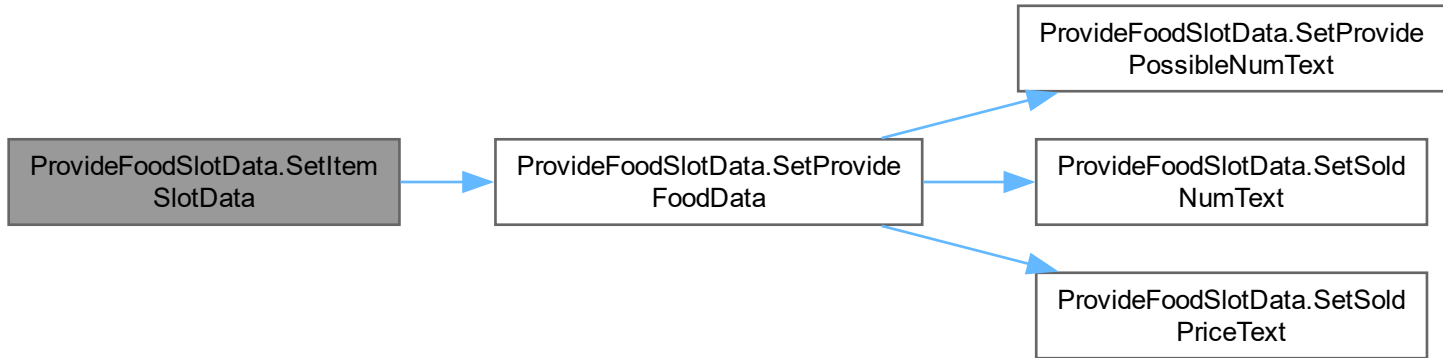 ProvideFoodSlotData.SetItem
SlotData
ProvideFoodSlotData.SetProvide
FoodData
ProvideFoodSlotData.SetProvide
PossibleNumText
ProvideFoodSlotData.SetSold
NumText
ProvideFoodSlotData.SetSold
PriceText